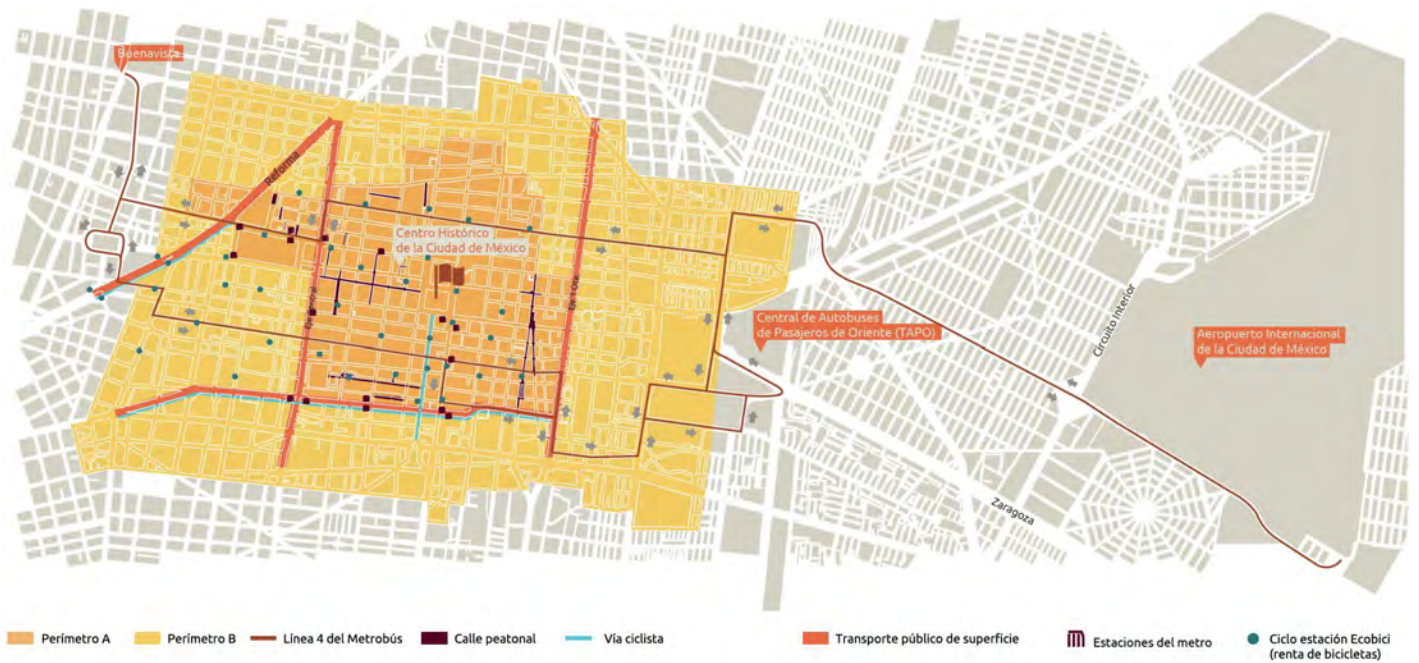 Buenavista
Reforma
Centro Histórico
de la Ciudad de México
Eje Central
Eje 1 Ote.
Central de Autobuses
de Pasajeros de Oriente (TAPO)
Circuito Interior
Aeropuerto Internacional
de la Ciudad de México
Zaragoza
Perímetro A
Perímetro B
Línea 4 del Metrobús
Calle peatonal
Vía ciclista
Transporte público de superficie
Estaciones del metro
Ciclo estación Ecobici
(renta de bicicletas)